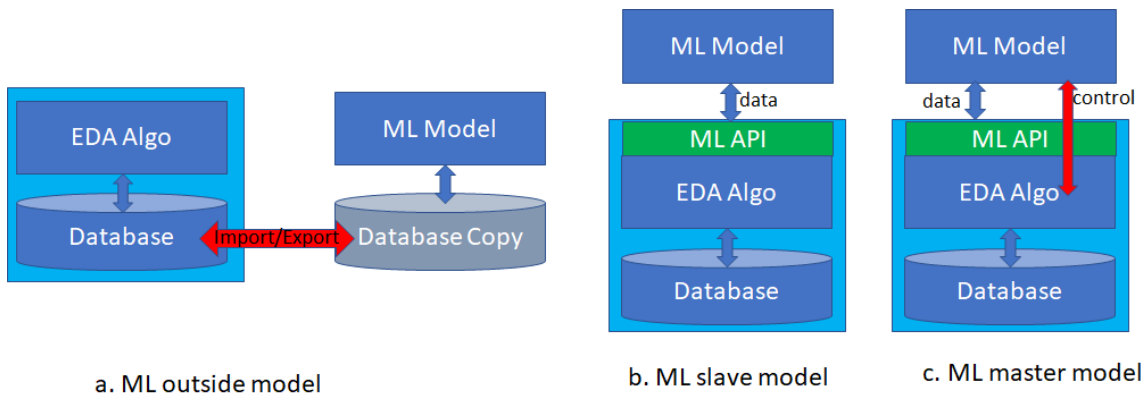 EDA Algo
Database
Import/Export
ML Model
Database Copy
a. ML outside model
ML Model
data
ML API
EDA Algo
Database
b. ML slave model
ML Model
data
control
ML API
EDA Algo
Database
c. ML master model